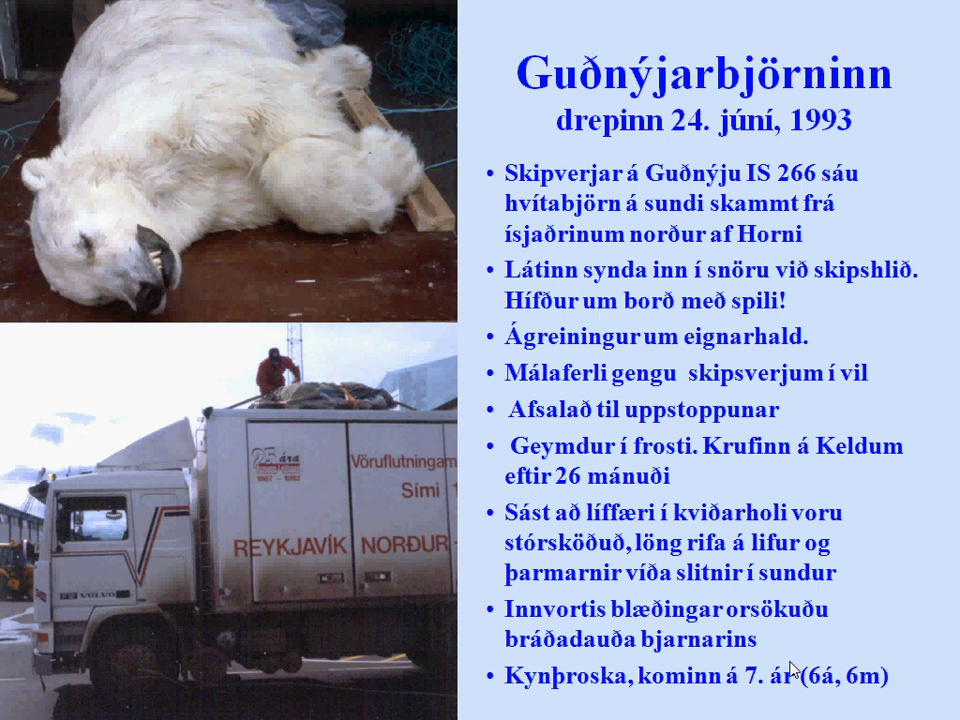 Guðnýjarbjörninn
drepinn 24. júní, 1993
• Skipverjar á Guðnýju IS 266 sáu
hvítabjörn á sundi skammt frá
ísjaðrinum norður af Horni
• Látinn synda inn í snöru við skipshlið.
Hífður um borð með spili!
• Ágreiningur um eignarhald.
• Málaferli gengu skipsverjum í vil
• Afsalað til uppstoppunar
• Geymdur í frosti. Krufinn á Keldum
eftir 26 mánuði
• Sást að líffæri í kviðarholi voru
stórsködduð, löng rifa á lifur og
þarmarnir víða slitnir í sundur
• Innvortis blæðingar orsökuðu
bráðadauða bjarnarins
• Kynþroska, kominn á 7. ár (6á, 6m)
25 ára
Vöruflutningam
Sími 1
REYKJAVÍK NORÐUR-
VOLVO